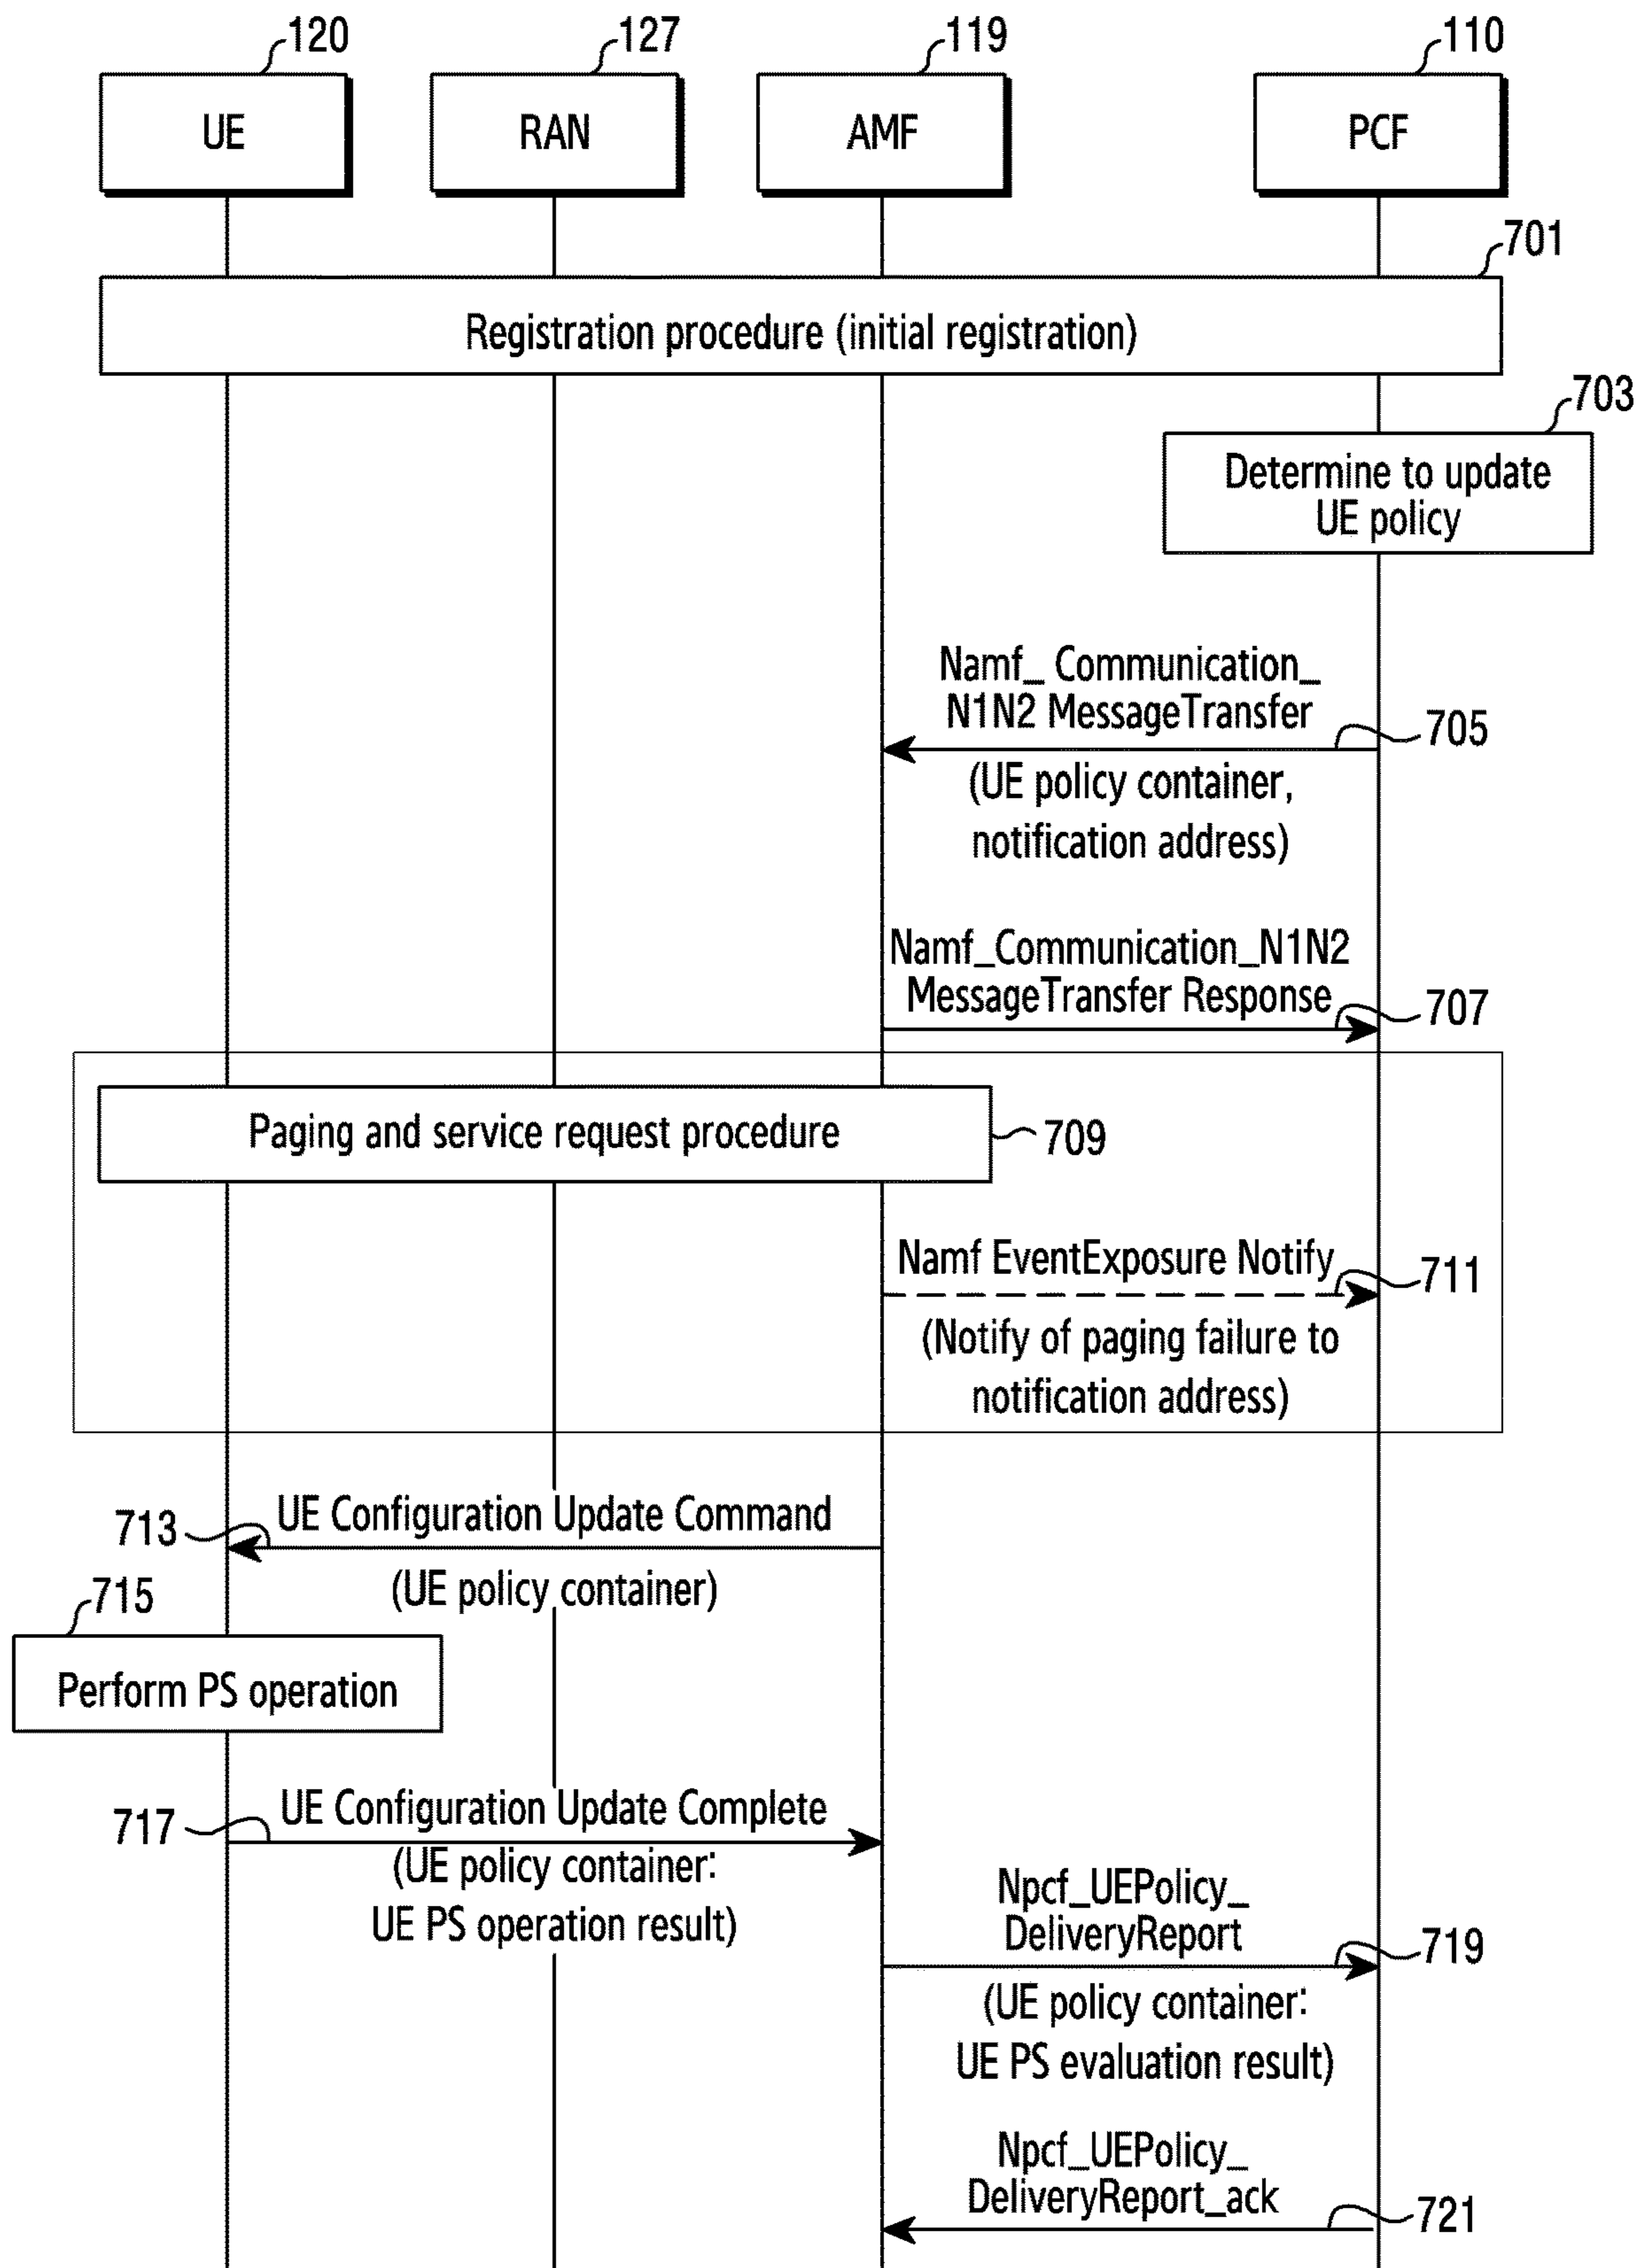 120
127
119
110
UE
RAN
AMF
PCF
701
Registration procedure (initial registration)
703
Determine to update
UE policy
Namf_ Communication_
N1N2 MessageTransfer
705
(UE policy container,
notification address)
Namf_Communication_N1N2
MessageTransfer Response
707
Paging and service request procedure
709
Namf EventExposure Notify
711
(Notify of paging failure to
notification address)
UE Configuration Update Command
713
(UE policy container)
715
Perform PS operation
UE Configuration Update Complete
717
(UE policy container:
UE PS operation result)
Npcf_UEPolicy_
DeliveryReport
719
(UE policy container:
UE PS evaluation result)
Npcf_UEPolicy_
DeliveryReport_ack
721